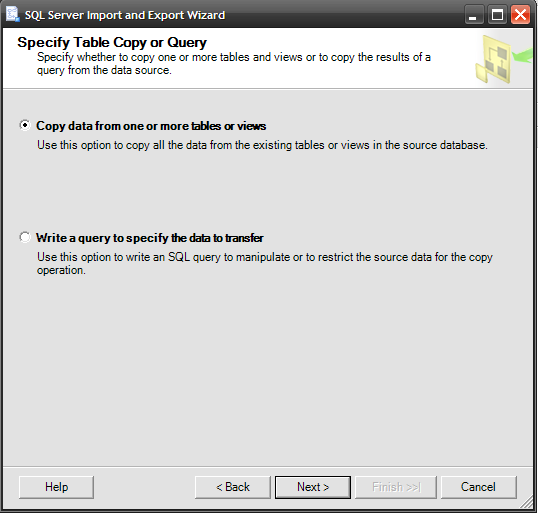 SQL Server Import and Export Wizard
Specify Table Copy or Query
Specify whether to copy one or more tables and views or to copy the results of a
query from the data source.
Copy data from one or more tables or views
Use this option to copy all the data from the existing tables or views in the source database.
Write a query to specify the data to transfer
Use this option to write an SQL query to manipulate or to restrict the source data for the copy
operation.
Help
< Back
Next >
Finish >>|
Cancel